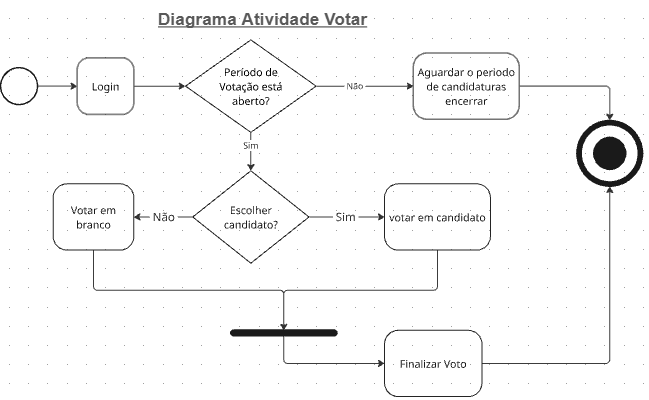 Diagrama Atividade Votar
Login
Período de
Votação está
aberto?
Não
Aguardar o periodo
de candidaturas
encerrar
Sim
Votar em
branco
Não
Escolher
candidato?
Sim
votar em candidato
Finalizar Voto